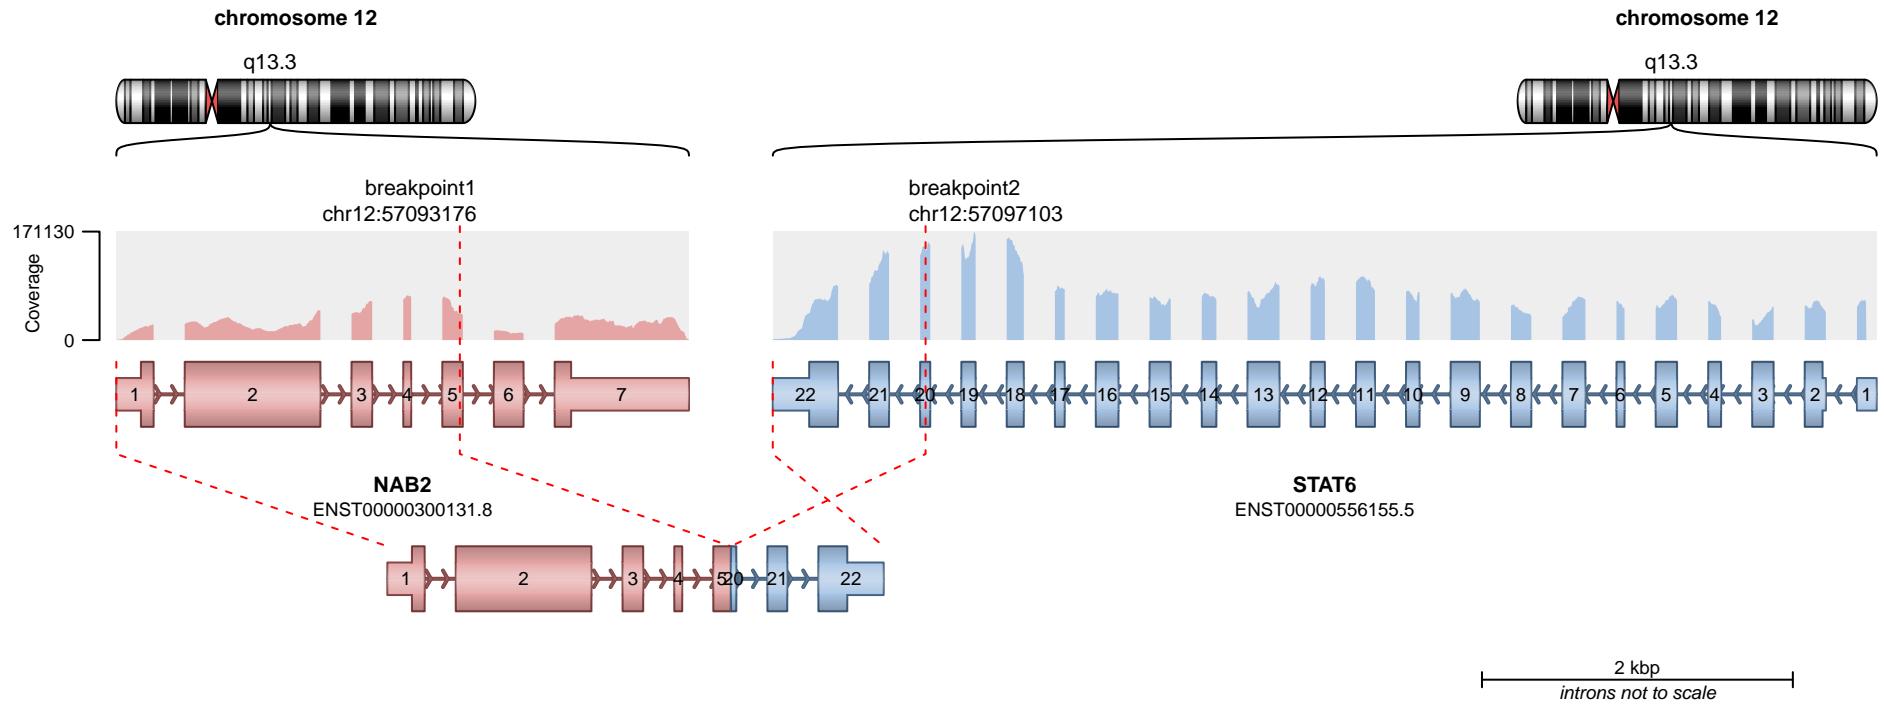 chromosome 12
chromosome 12
q13.3
q13.3
breakpoint1
chr12:57093176
breakpoint2
chr12:57097103
171130
Coverage
0
1 2 3 4 5 6 7
22 21 20 19 18 17 16 15 14 13 12 11 10 9 8 7 6 5 4 3 2 1
NAB2
ENST00000300131.8
STAT6
ENST00000556155.5
1 2 3 4 5 20 21 22
2 kbp
introns not to scale